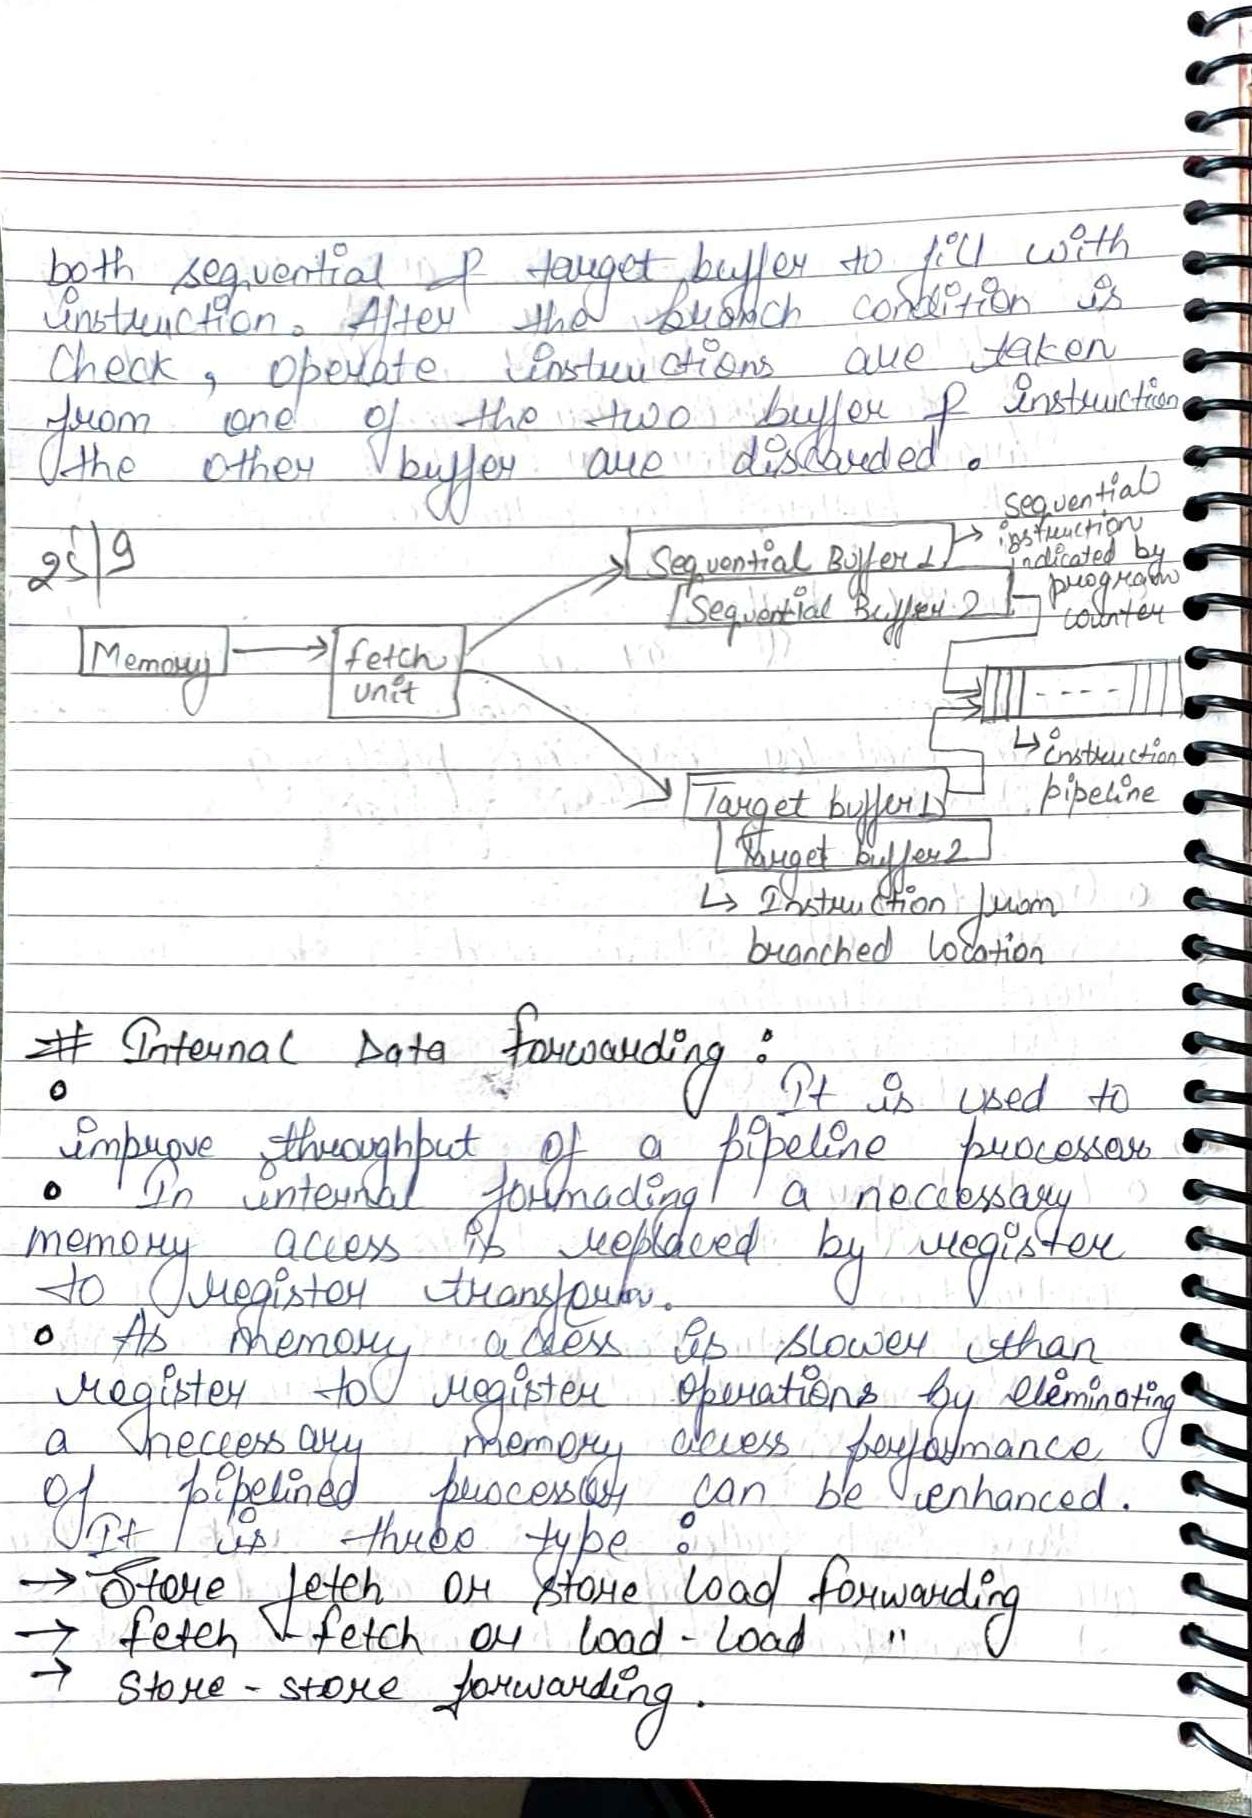 both sequential & target buffer to fill with
instruction. After the branch condition is
Check, operate instructions are taken
from one of the two buffer & instruction
the other buffer are discarded.
25/9
Sequential Buffer 1
Sequential Buffer 2
→ sequential
instruction
indicated by
program
counter
Memory
fetch
unit
↳ instruction
pipeline
Target buffer 1
Target buffer 2
↳ Instruction from
branched location
# Internal Data forwarding :
It is used to
improve throughput of a pipeline processor
• In internal formading a neccessary
memory access is replaced by register
to register
• As memory access is slower than
register to register operations by eleminating
a neccessary memory access performance
of pipelined processor can be enhanced.
It is three type :
→ Store fetch or store load forwarding
→ fetch - fetch or load - load "
→ store - store forwarding.